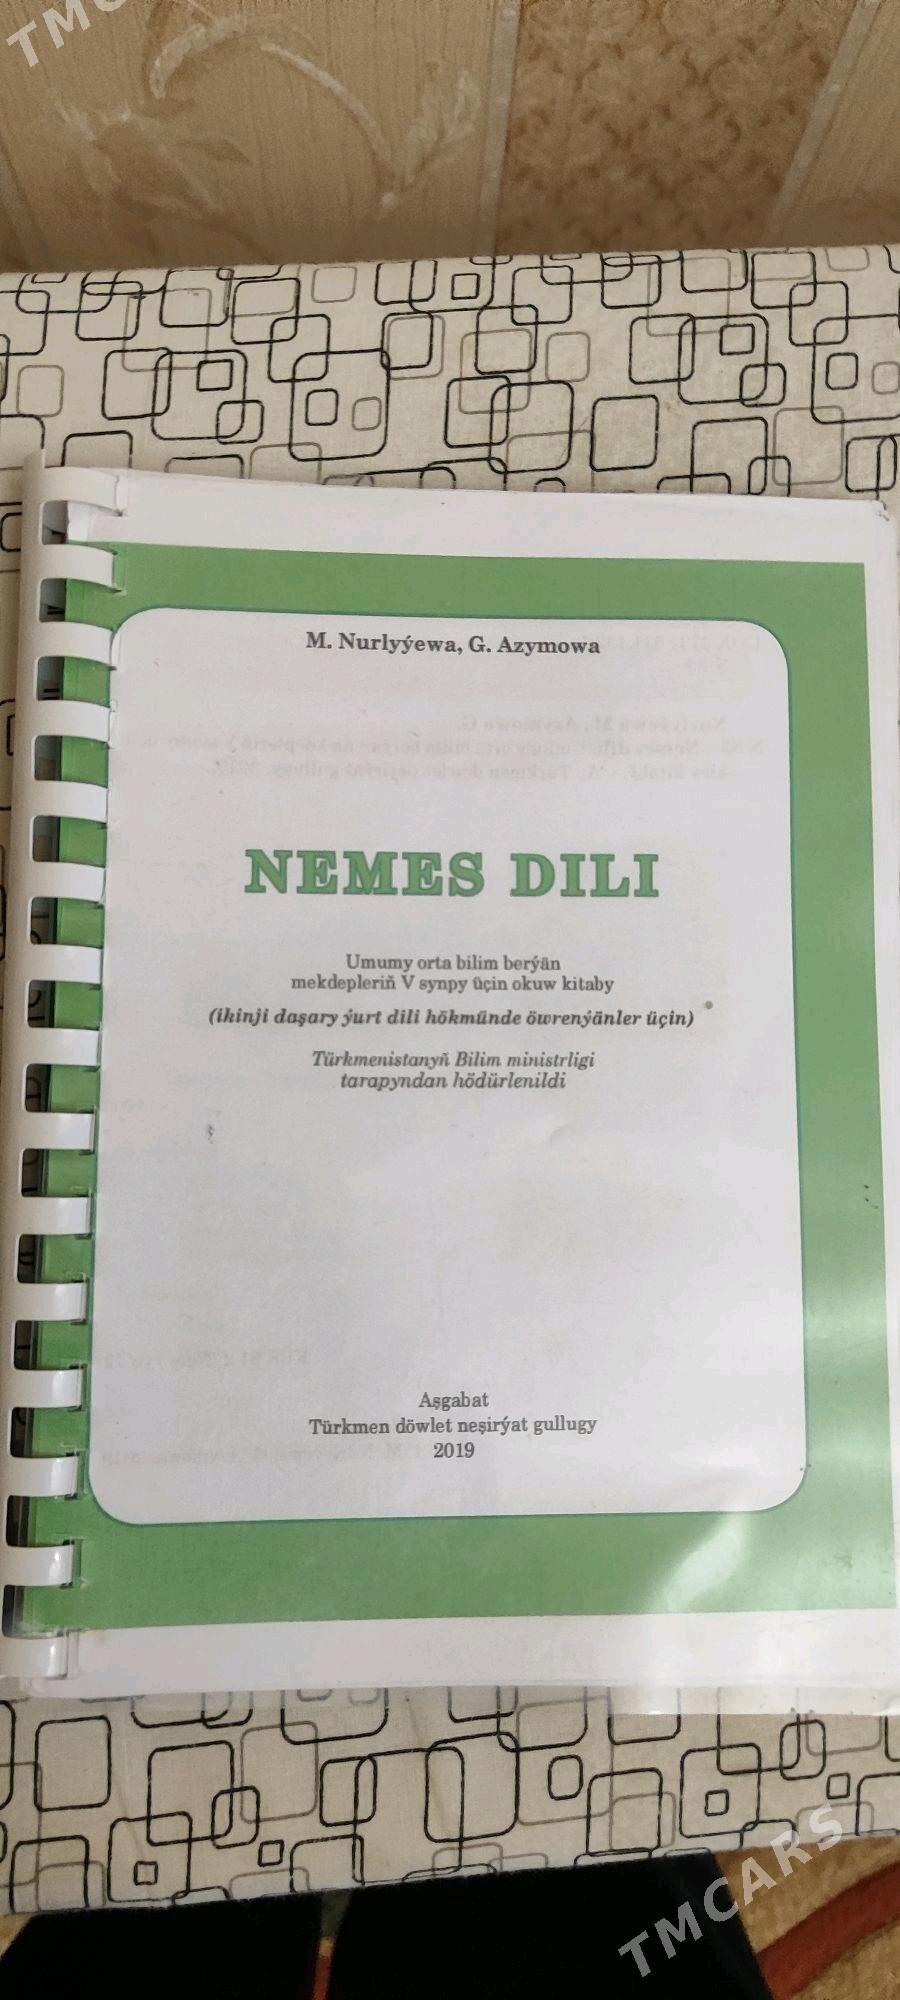 TMC
M. Nurlyýewa, G. Azymowa
NEMES DILI
Umumy orta bilim berýän
mekdepleriň V synpy üçin okuw kitaby
(ikinji daşary ýurt dili hökmünde öwrenýänler üçin)
Türkmenistanyň Bilim ministrligi
tarapyndan hödürlenildi
Aşgabat
Türkmen döwlet neşirýat gullugy
2019
TMCARS